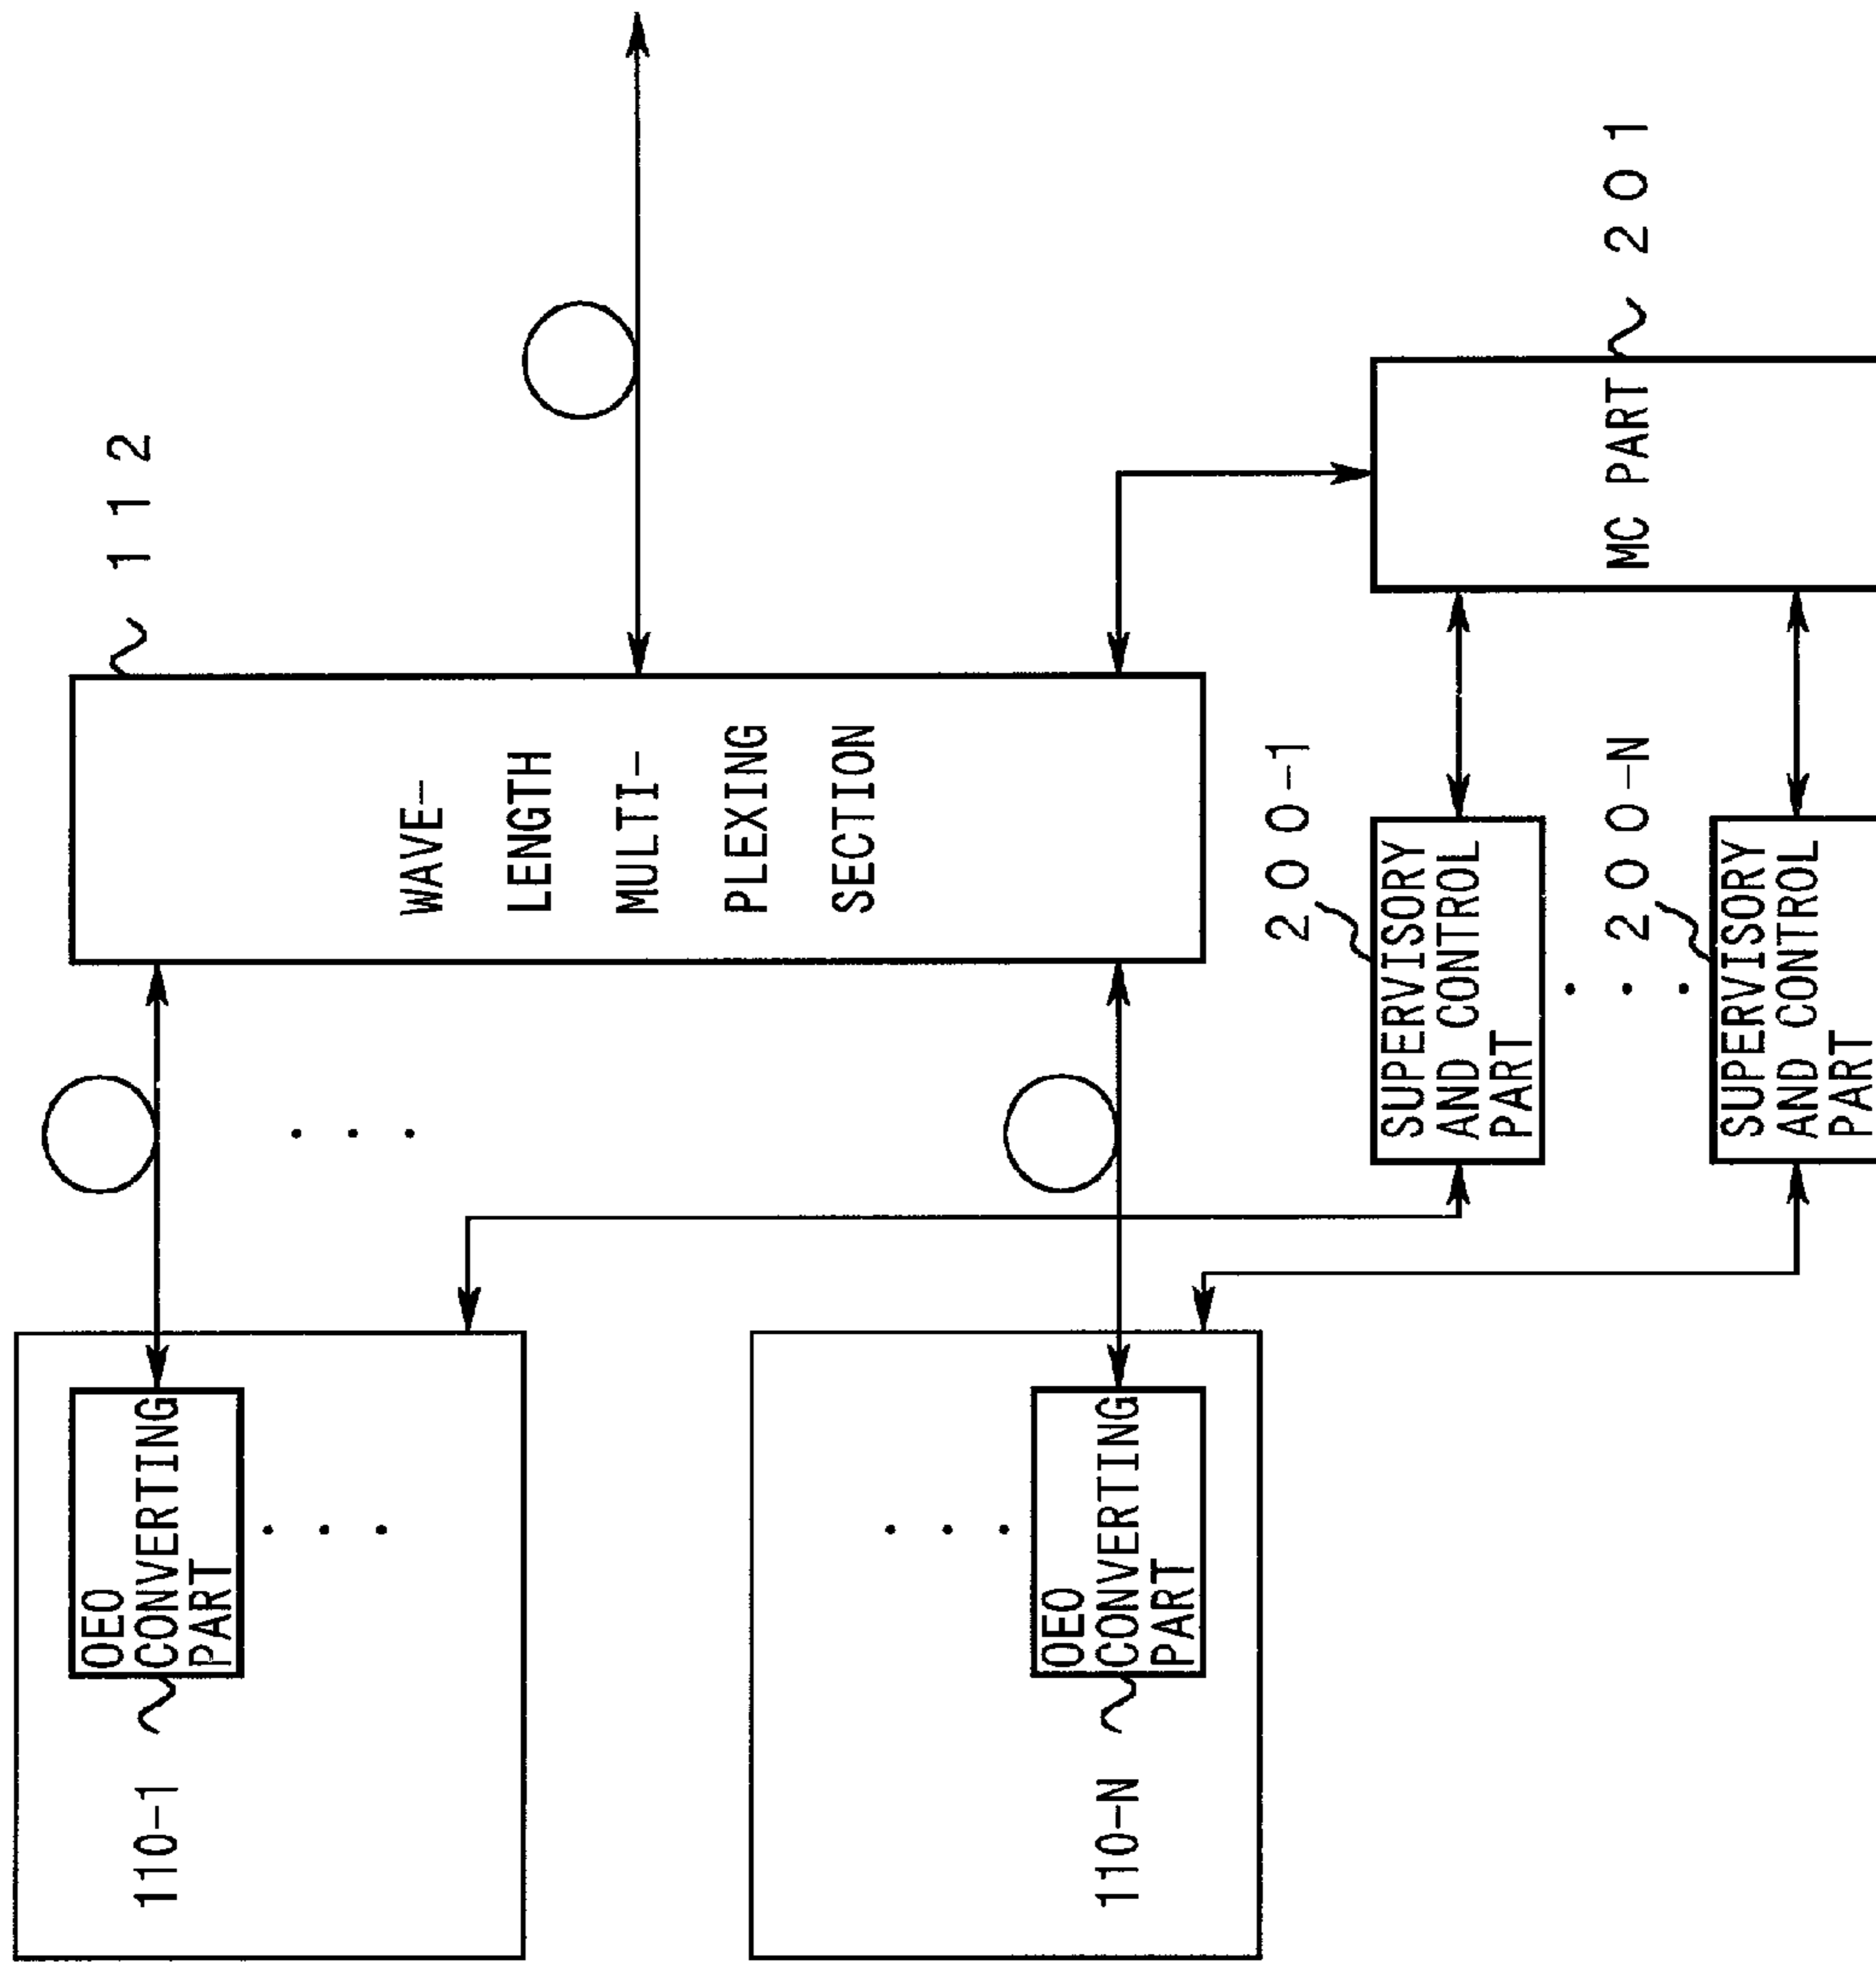 110-1
OEO
CONVERTING
PART
110-N
OEO
CONVERTING
PART
112
WAVE-
LENGTH
MULTI-
PLEXING
SECTION
200-1
SUPERVISORY
AND CONTROL
PART
200-N
SUPERVISORY
AND CONTROL
PART
MC PART
201